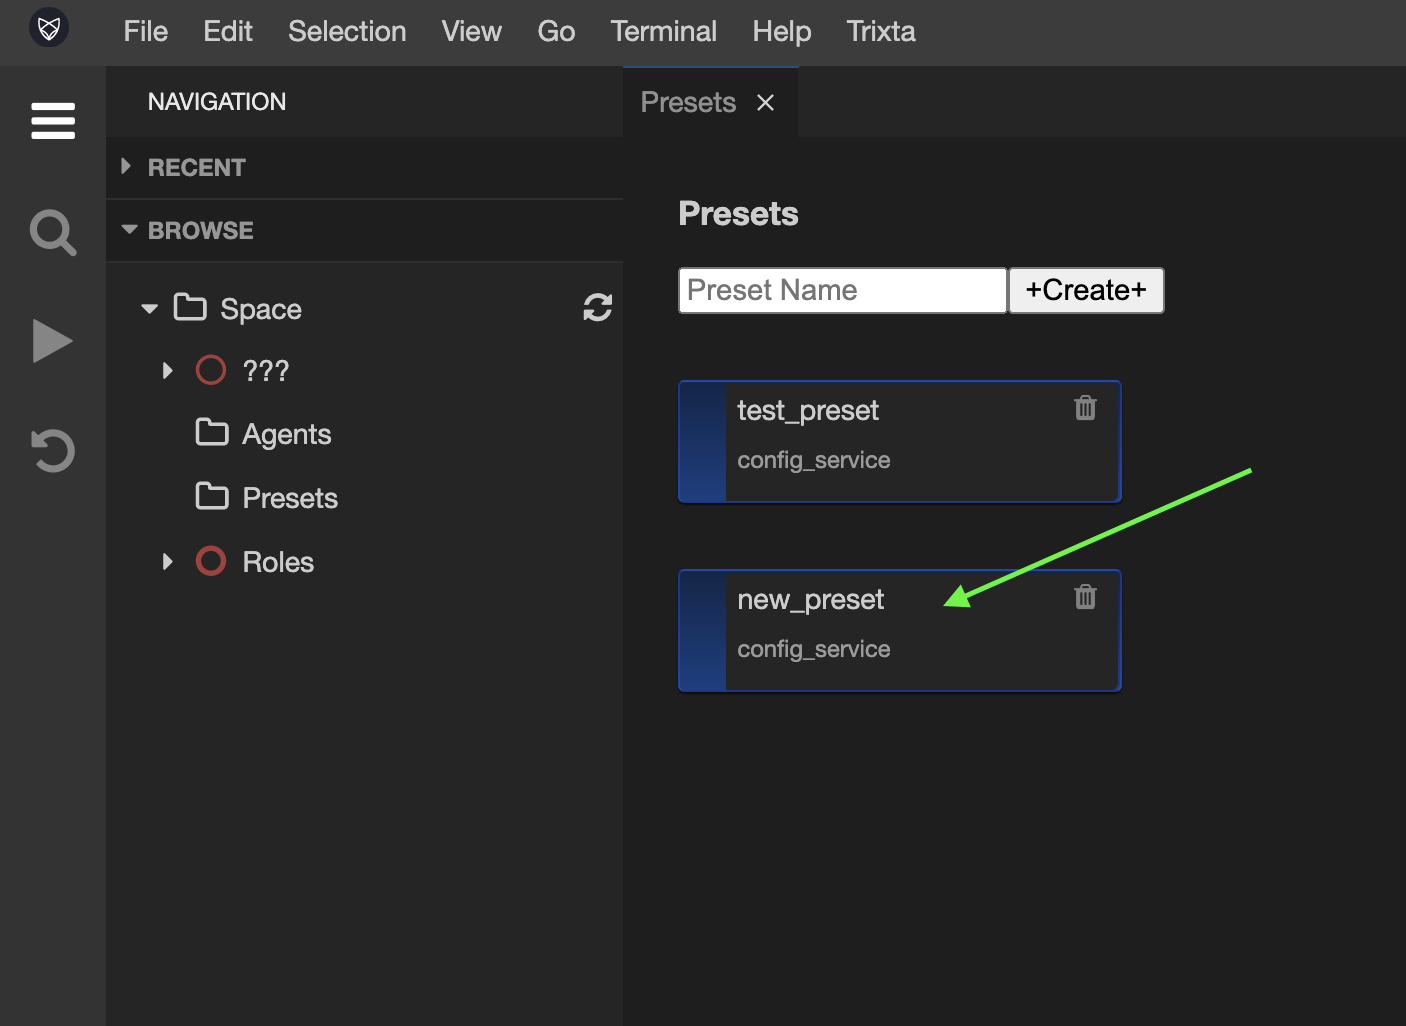 File Edit Selection View Go Terminal Help Trixta
NAVIGATION
RECENT
BROWSE
Space
???
Agents
Presets
Roles
Presets
Presets
Preset Name +Create+
test_preset
config_service
new_preset
config_service